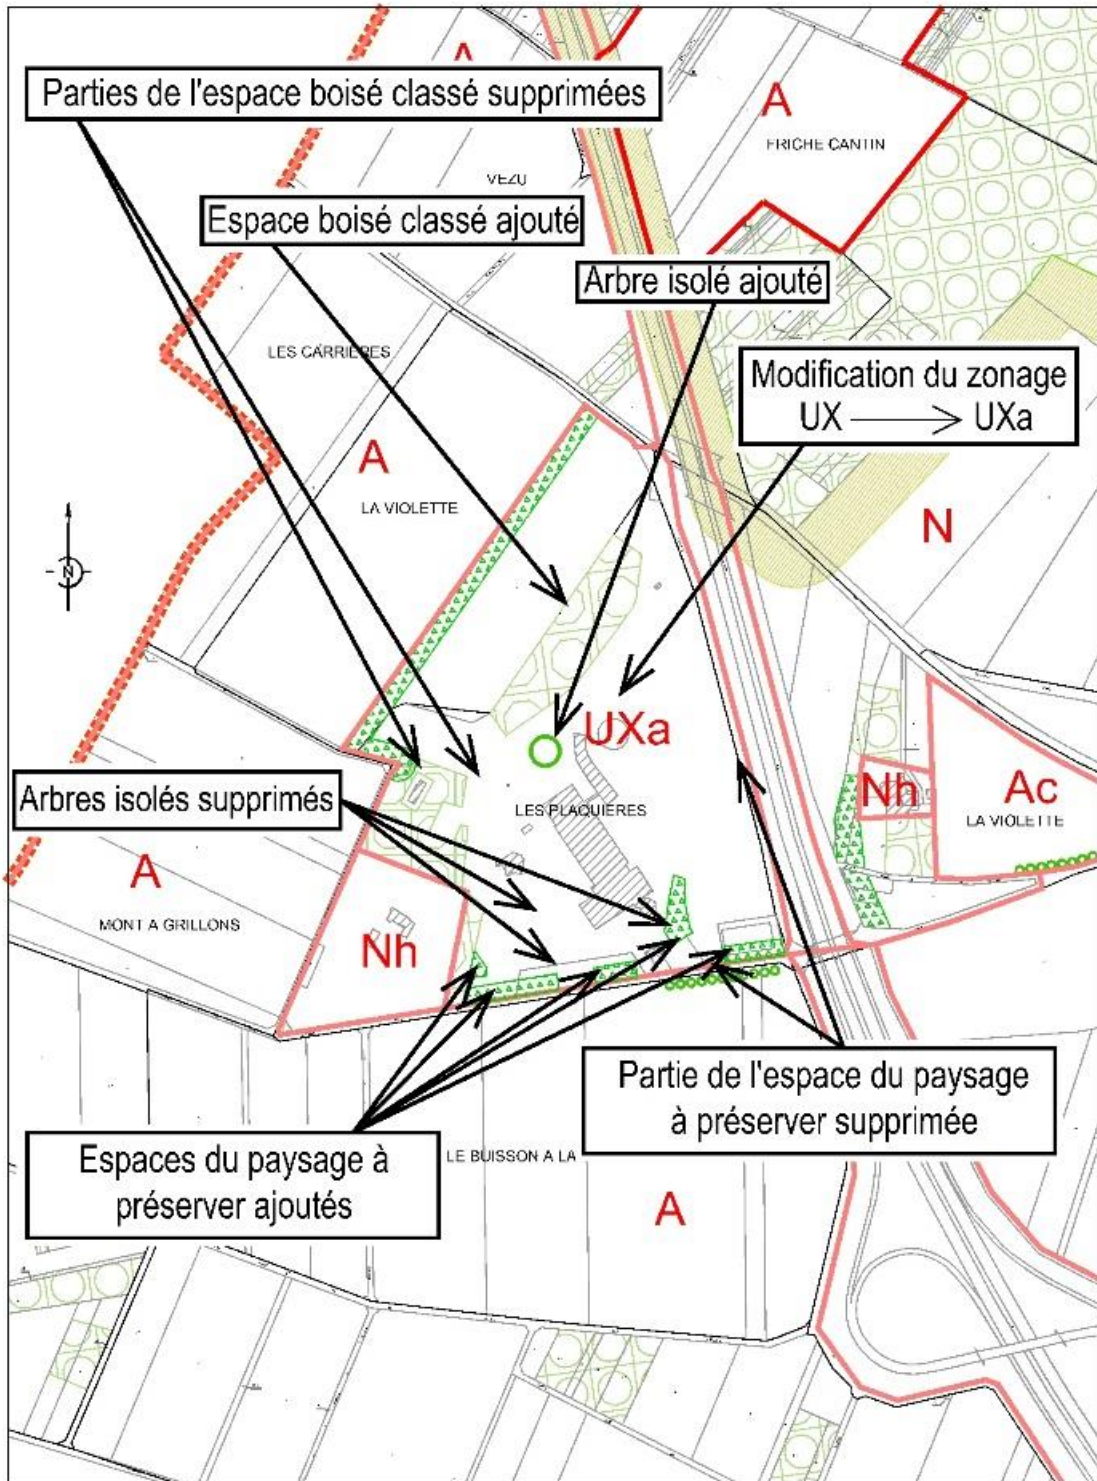 A
Parties de l'espace boisé classé supprimées
A
FRICHE CANTIN
VEZU
Espace boisé classé ajouté
Arbre isolé ajouté
LES CARRIERES
Modification du zonage
UX → UXa
A
LA VIOLETTE
N
N
UXa
Arbres isolés supprimés
LES PLAQUIERES
Nh
Ac
LA VIOLETTE
A
MONT A GRILLONS
Nh
Partie de l'espace du paysage
à préserver supprimée
Espaces du paysage à
préserver ajoutés
LE BUISSON A LA
A